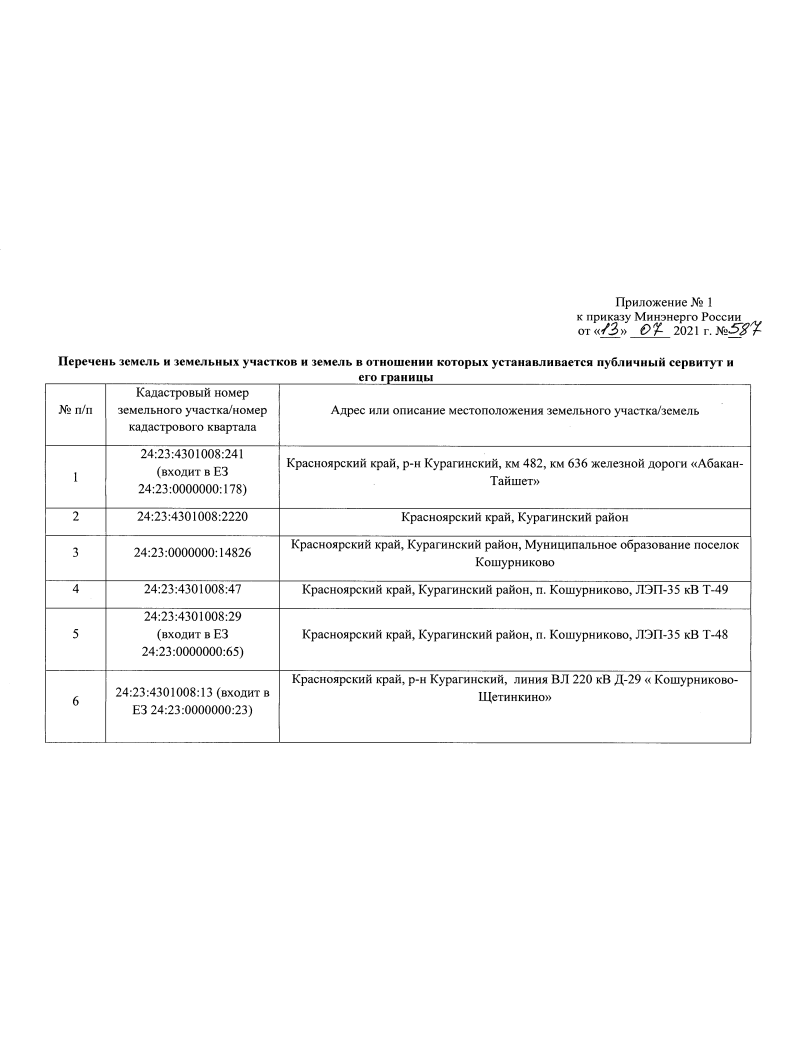 Приложение № 1
к приказу Минэнерго России
от «13» 07 2021 г. №587
Перечень земель и земельных участков и земель в отношении которых устанавливается публичный сервитут и
его границы
№ п/п
Кадастровый номер
земельного участка/номер
кадастрового квартала
Адрес или описание местоположения земельного участка/земель
1
24:23:4301008:241
(входит в ЕЗ
24:23:0000000:178)
Красноярский край, р-н Курагинский, км 482, км 636 железной дороги «Абакан-
Тайшет»
2
24:23:4301008:2220
Красноярский край, Курагинский район
3
24:23:0000000:14826
Красноярский край, Курагинский район, Муниципальное образование поселок
Кошурниково
4
24:23:4301008:47
Красноярский край, Курагинский район, п. Кошурниково, ЛЭП-35 кВ Т-49
5
24:23:4301008:29
(входит в ЕЗ
24:23:0000000:65)
Красноярский край, Курагинский район, п. Кошурниково, ЛЭП-35 кВ Т-48
6
24:23:4301008:13 (входит в
ЕЗ 24:23:0000000:23)
Красноярский край, р-н Курагинский, линия ВЛ 220 кВ Д-29 « Кошурниково-
Щетинкино»